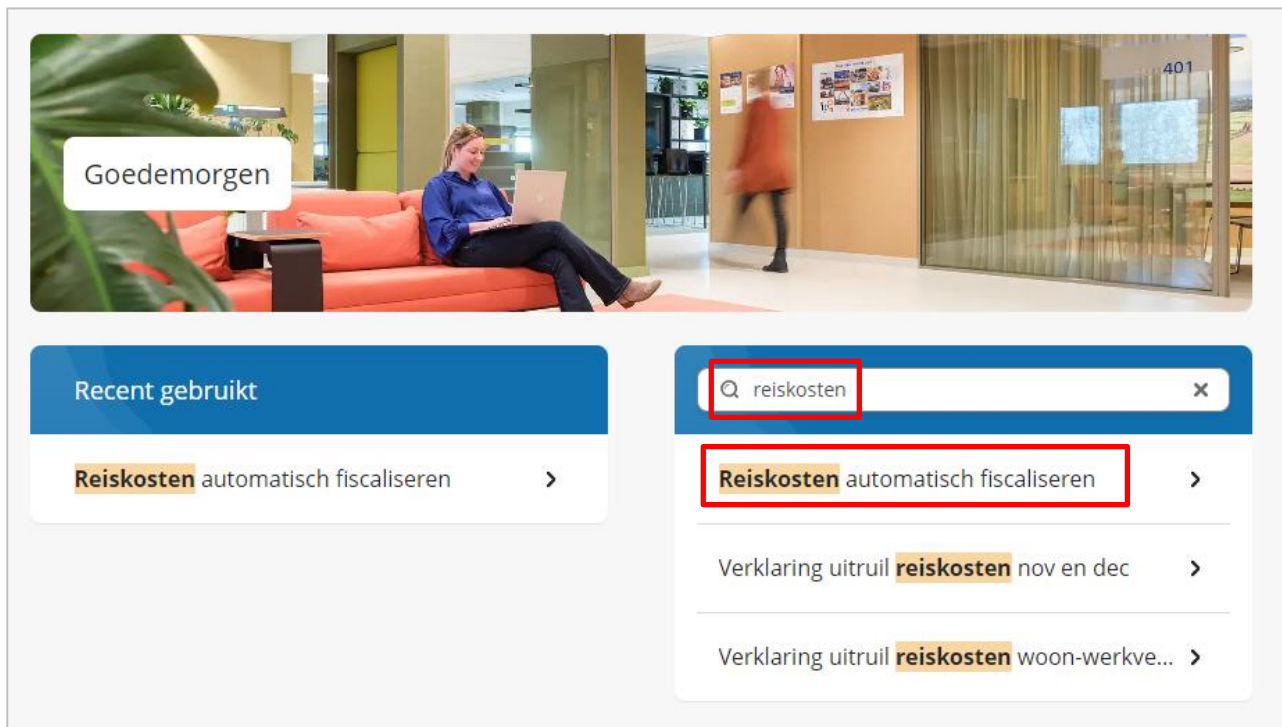 401
Goedemorgen
Recent gebruikt
Reiskosten automatisch fiscaliseren
reiskosten
Reiskosten automatisch fiscaliseren
Verklaring uitruil reiskosten nov en dec
Verklaring uitruil reiskosten woon-werkve...